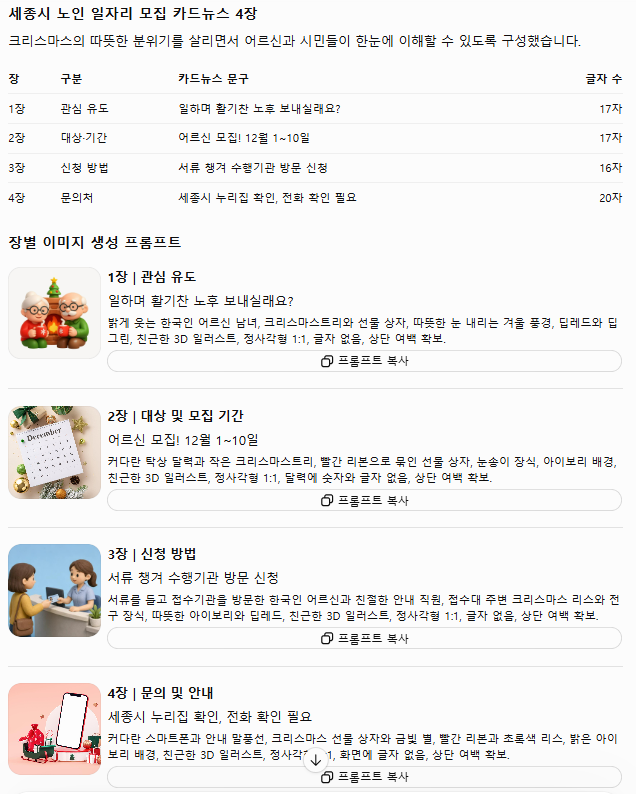 세종시 노인 일자리 모집 카드뉴스 4장
크리스마스의 따뜻한 분위기를 살리면서 어르신과 시민들이 한눈에 이해할 수 있도록 구성했습니다.
장 구분 카드뉴스 문구 글자 수
1장 관심 유도 일하며 활기찬 노후 보내실래요? 17자
2장 대상·기간 어르신 모집! 12월 1~10일 17자
3장 신청 방법 서류 챙겨 수행기관 방문 신청 16자
4장 문의처 세종시 누리집 확인, 전화 확인 필요 20자
장별 이미지 생성 프롬프트
1장 | 관심 유도
일하며 활기찬 노후 보내실래요?
밝게 웃는 한국인 어르신 남녀, 크리스마스트리와 선물 상자, 따뜻한 눈 내리는 겨울 풍경, 딥레드와 딥
그린, 친근한 3D 일러스트, 정사각형 1:1, 글자 없음, 상단 여백 확보.
프롬프트 복사
December
2장 | 대상 및 모집 기간
어르신 모집! 12월 1~10일
커다란 탁상 달력과 작은 크리스마스트리, 빨간 리본으로 묶인 선물 상자, 눈송이 장식, 아이보리 배경,
친근한 3D 일러스트, 정사각형 1:1, 달력에 숫자와 글자 없음, 상단 여백 확보.
프롬프트 복사
3장 | 신청 방법
서류 챙겨 수행기관 방문 신청
서류를 들고 접수기관을 방문한 한국인 어르신과 친절한 안내 직원, 접수대 주변 크리스마스 리스와 전
구 장식, 따뜻한 아이보리와 딥레드, 친근한 3D 일러스트, 정사각형 1:1, 글자 없음, 상단 여백 확보.
프롬프트 복사
4장 | 문의 및 안내
세종시 누리집 확인, 전화 확인 필요
커다란 스마트폰과 안내 말풍선, 크리스마스 선물 상자와 금빛 별, 빨간 리본과 초록색 리스, 밝은 아이
보리 배경, 친근한 3D 일러스트, 정사각 1, 화면에 글자 없음, 상단 여백 확보.
프롬프트 복사